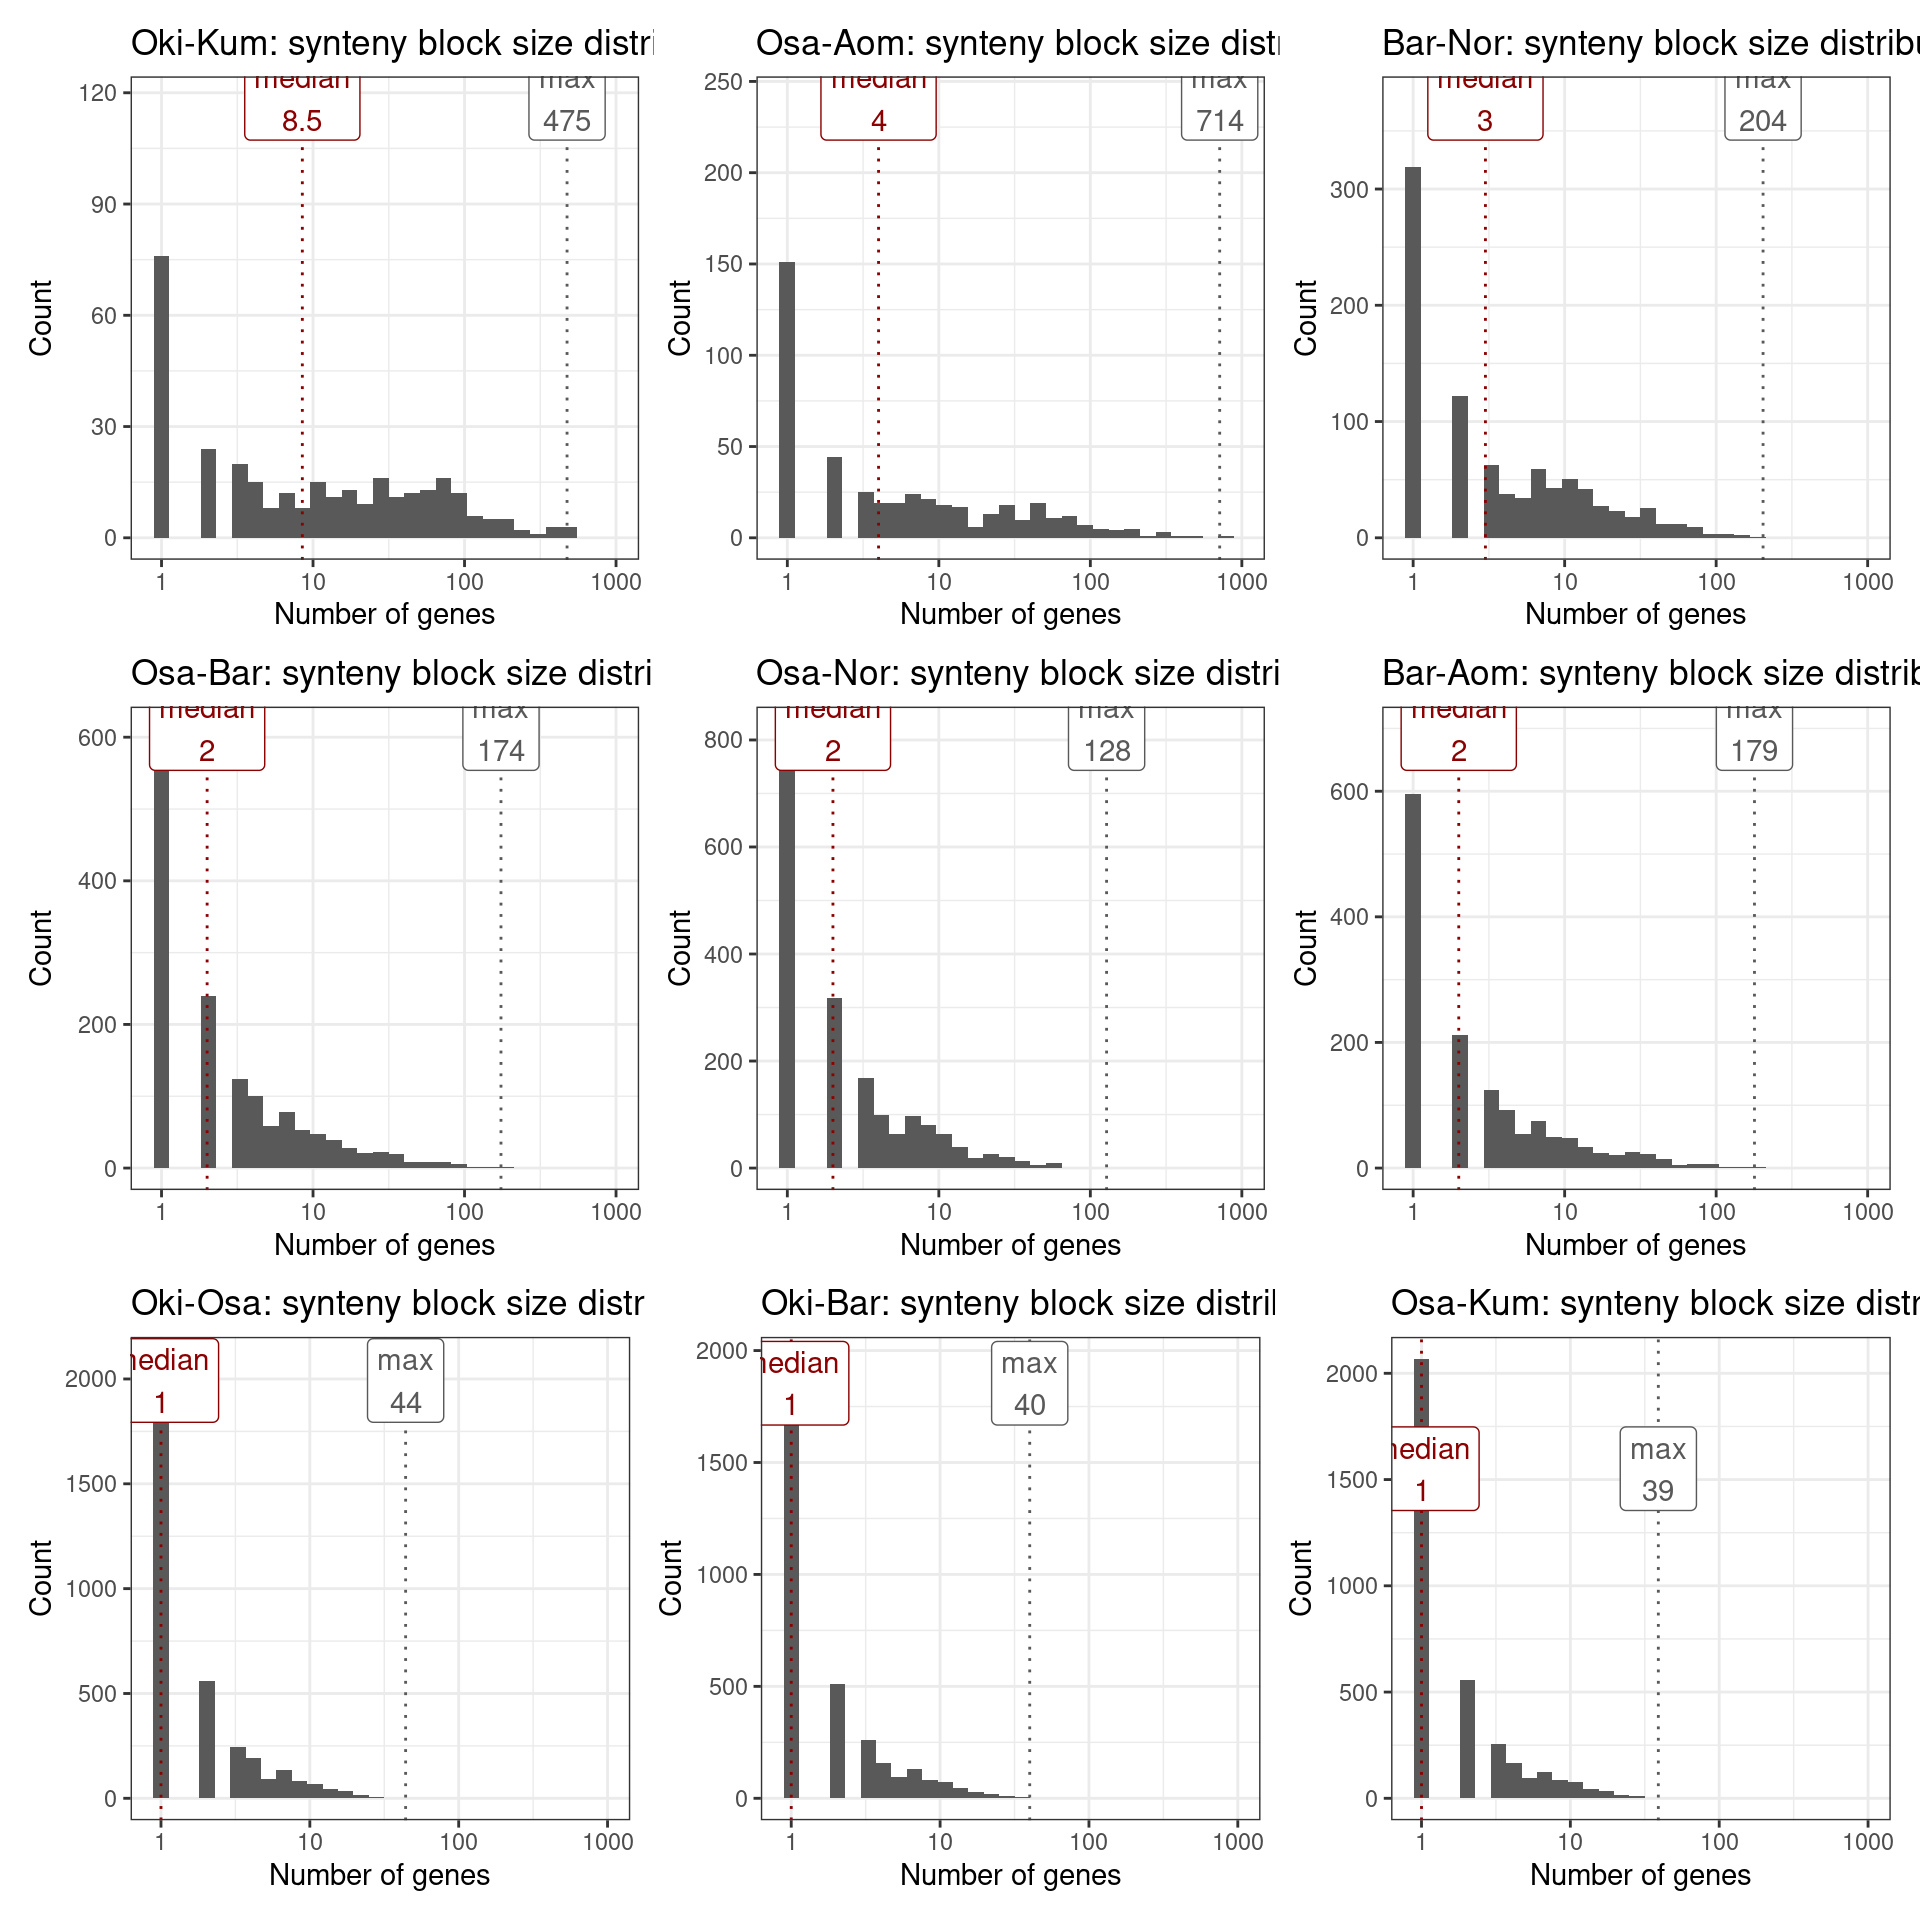 Oki-Kum: synteny block size distri
median
8.5
max
475
120
90
60
30
0
1
10
100
1000
Count
Number of genes
Osa-Aom: synteny block size dist
median
4
max
714
250
200
150
100
50
0
1
10
100
1000
Count
Number of genes
Bar-Nor: synteny block size distribu
median
3
max
204
300
200
100
0
1
10
100
1000
Count
Number of genes
Osa-Bar: synteny block size distri
median
2
max
174
600
400
200
0
1
10
100
1000
Count
Number of genes
Osa-Nor: synteny block size distri
median
2
max
128
800
600
400
200
0
1
10
100
1000
Count
Number of genes
Bar-Aom: synteny block size distrib
median
2
max
179
600
400
200
0
1
10
100
1000
Count
Number of genes
Oki-Osa: synteny block size distr
nedian
1
max
44
2000
1500
1000
500
0
1
10
100
1000
Count
Number of genes
Oki-Bar: synteny block size distri
nedian
1
max
40
2000
1500
1000
500
0
1
10
100
1000
Count
Number of genes
Osa-Kum: synteny block size distr
nedian
1
max
39
2000
1500
1000
500
0
1
10
100
1000
Count
Number of genes